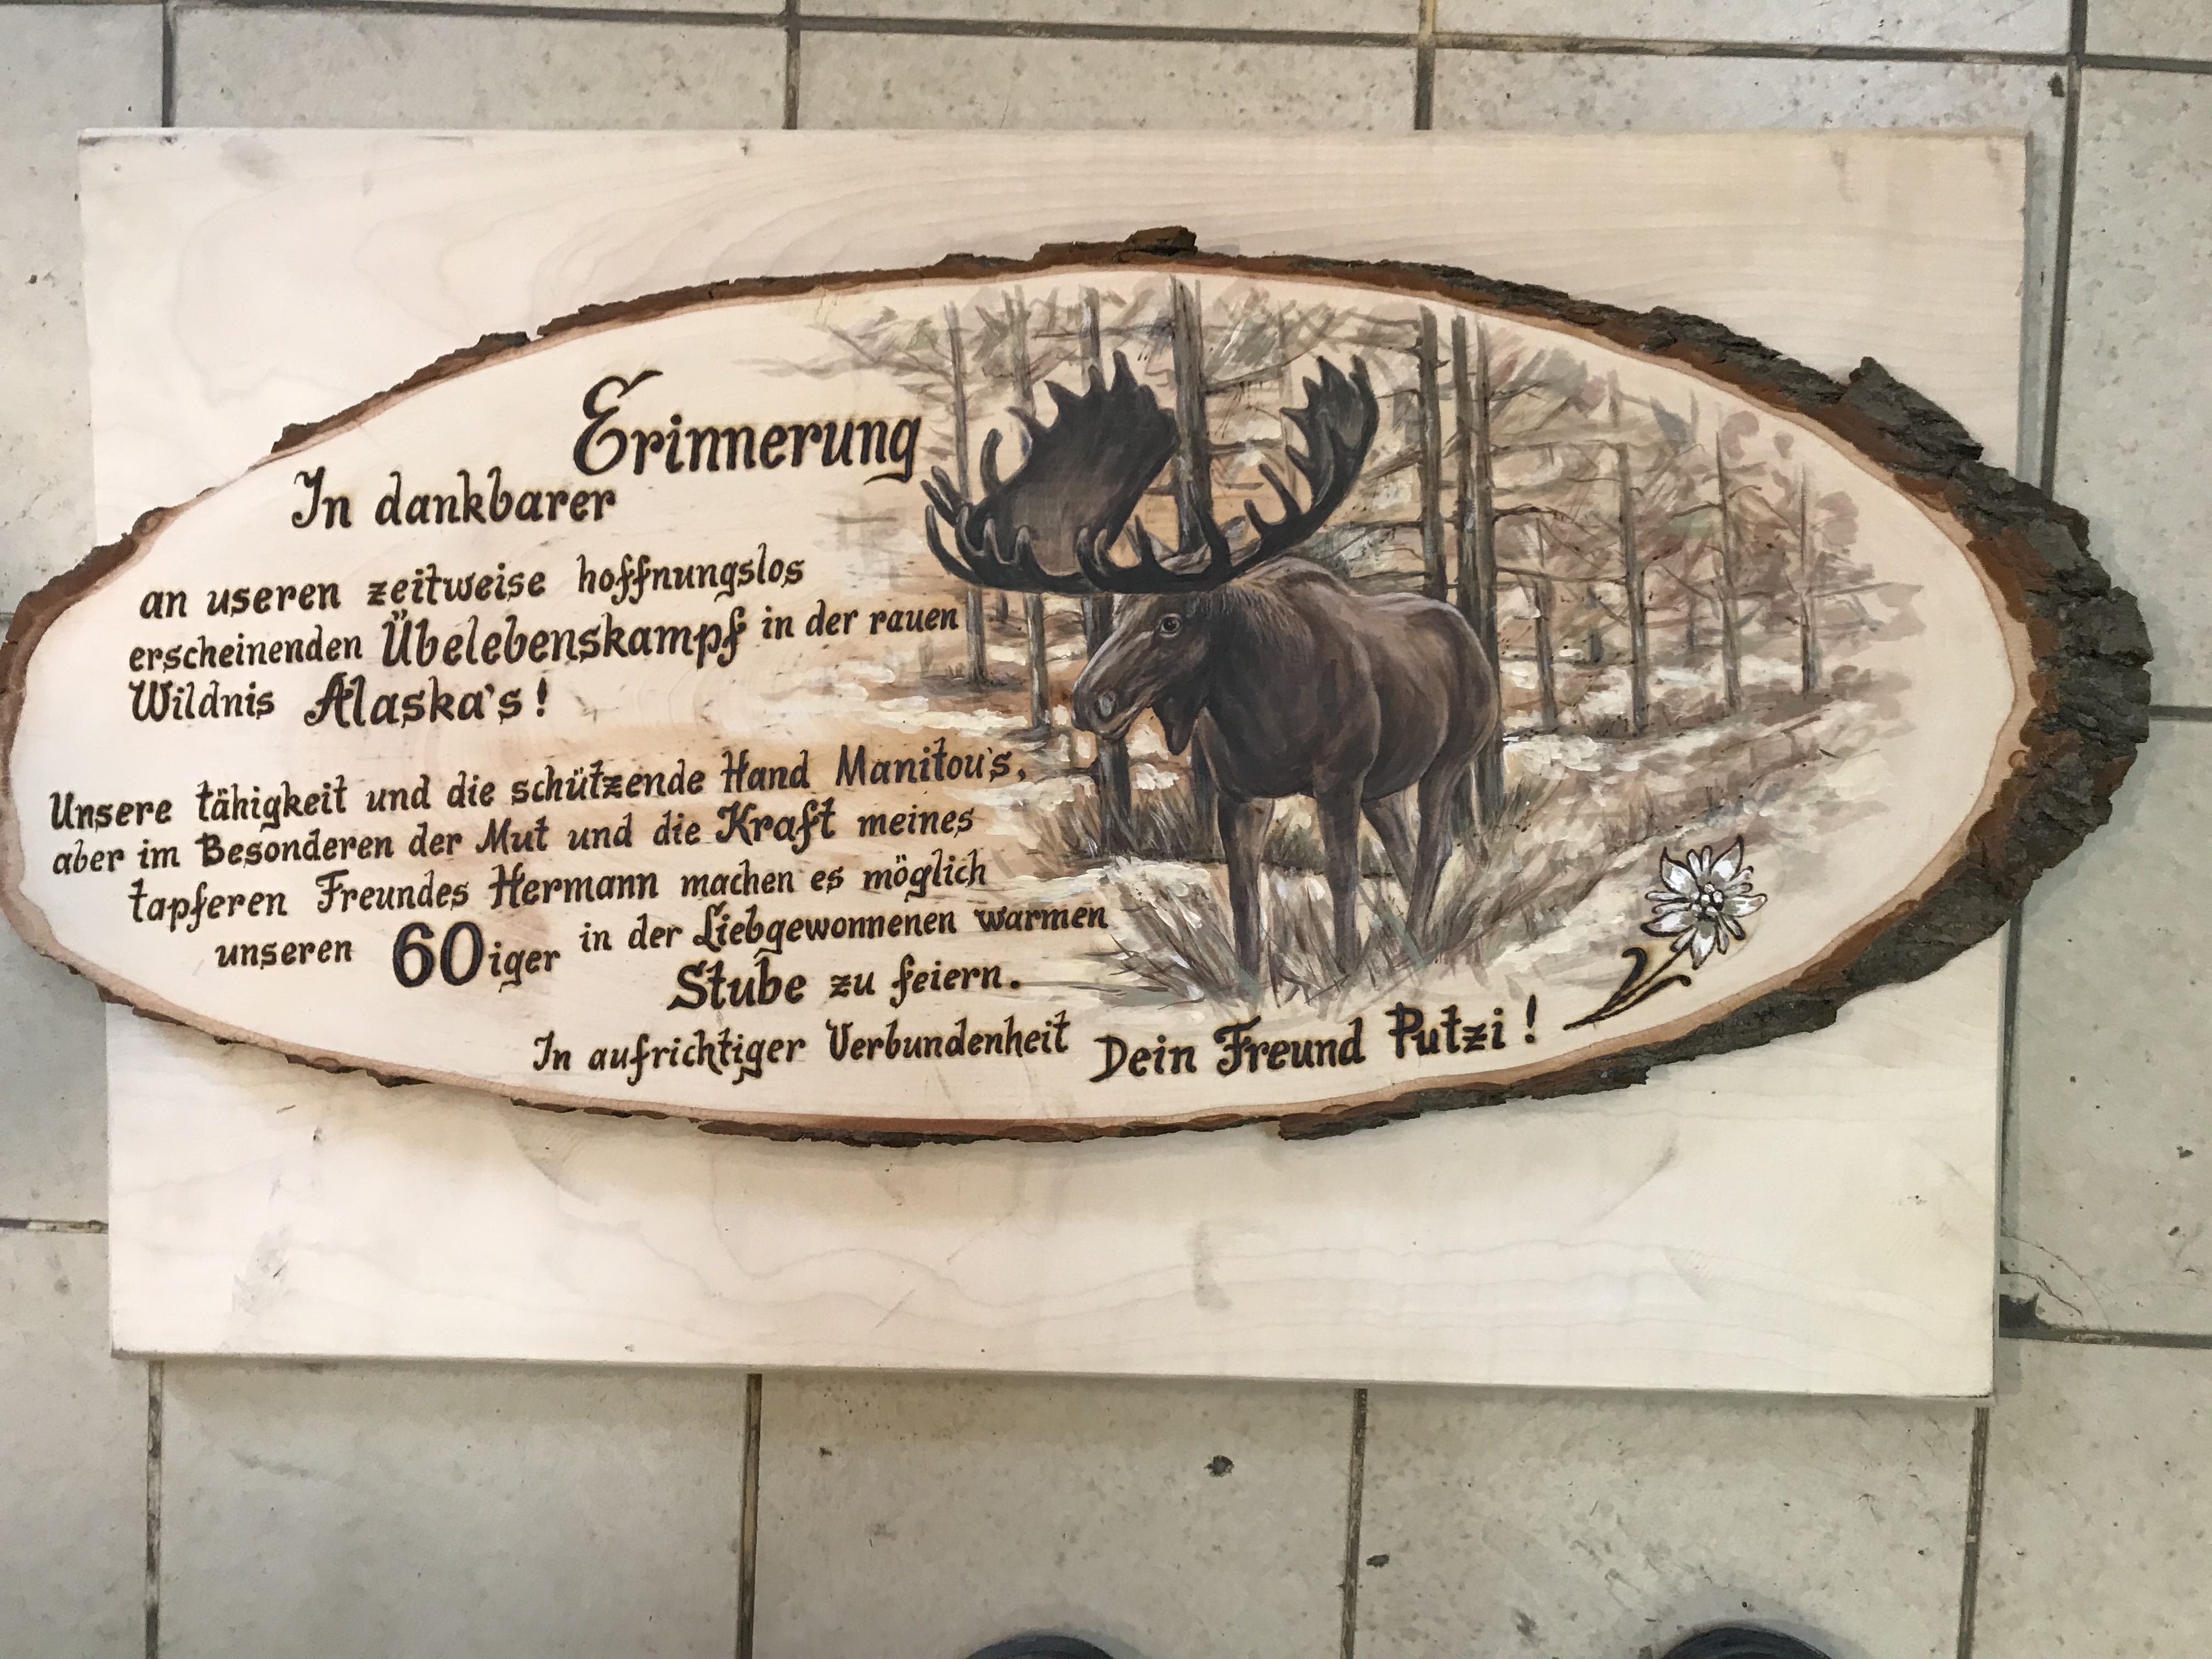 In dankbarer Erinnerung
an useren zeitweise hoffnungslos
erscheinenden Übelebenskampf in der rauen
Wildnis Alaska's!
Unsere tähigkeit und die schützende Hand Manitou's,
aber im Besonderen der Mut und die Kraft meines
tapferen Freundes Hermann machen es möglich
unseren 60iger in der Liebgewonnenen warmen
Stube zu feiern.
In aufrichtiger Verbundenheit Dein Freund Putzi!